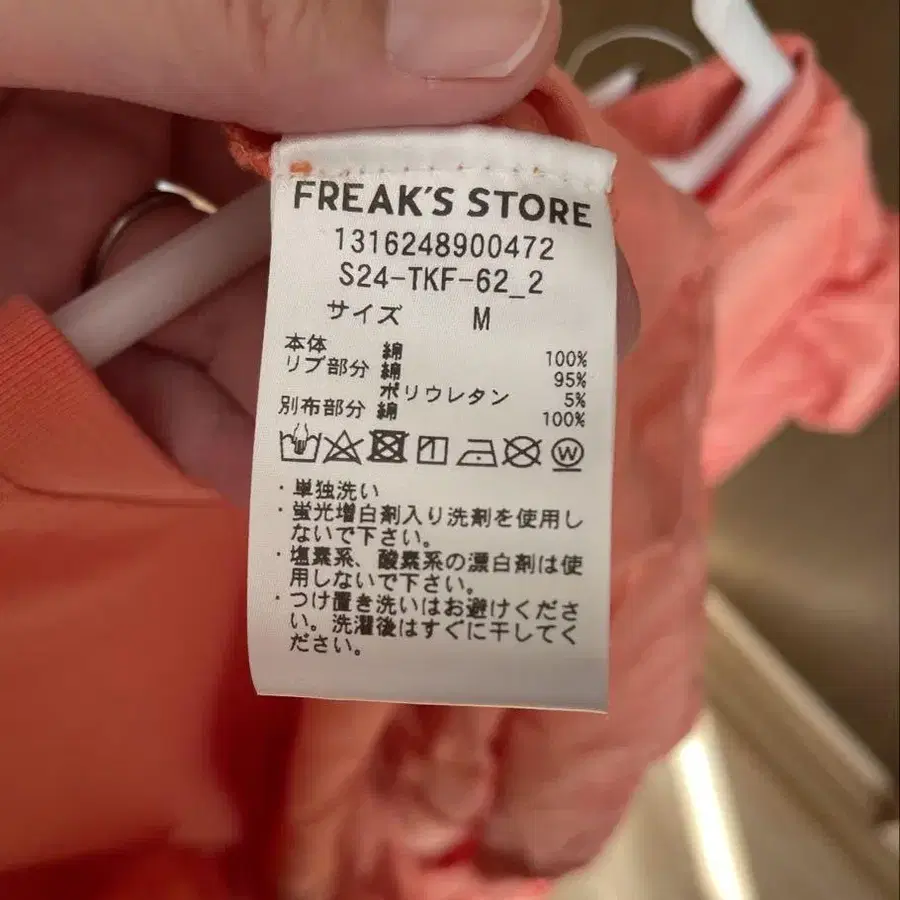 FREAK'S STORE
1316248900472
S24-TKF-62_2
サイズ M
本体 綿 100%
リブ部分 綿 95%
ポリウレタン 5%
別布部分 綿 100%
W
・単独洗い
・蛍光増白剤入り洗剤を使用し
ないで下さい。
・塩素系、酸素系の漂白剤は使
用しないで下さい。
・つけ置き洗いはお避けくださ
い。洗濯後はすぐに干してく
ださい。